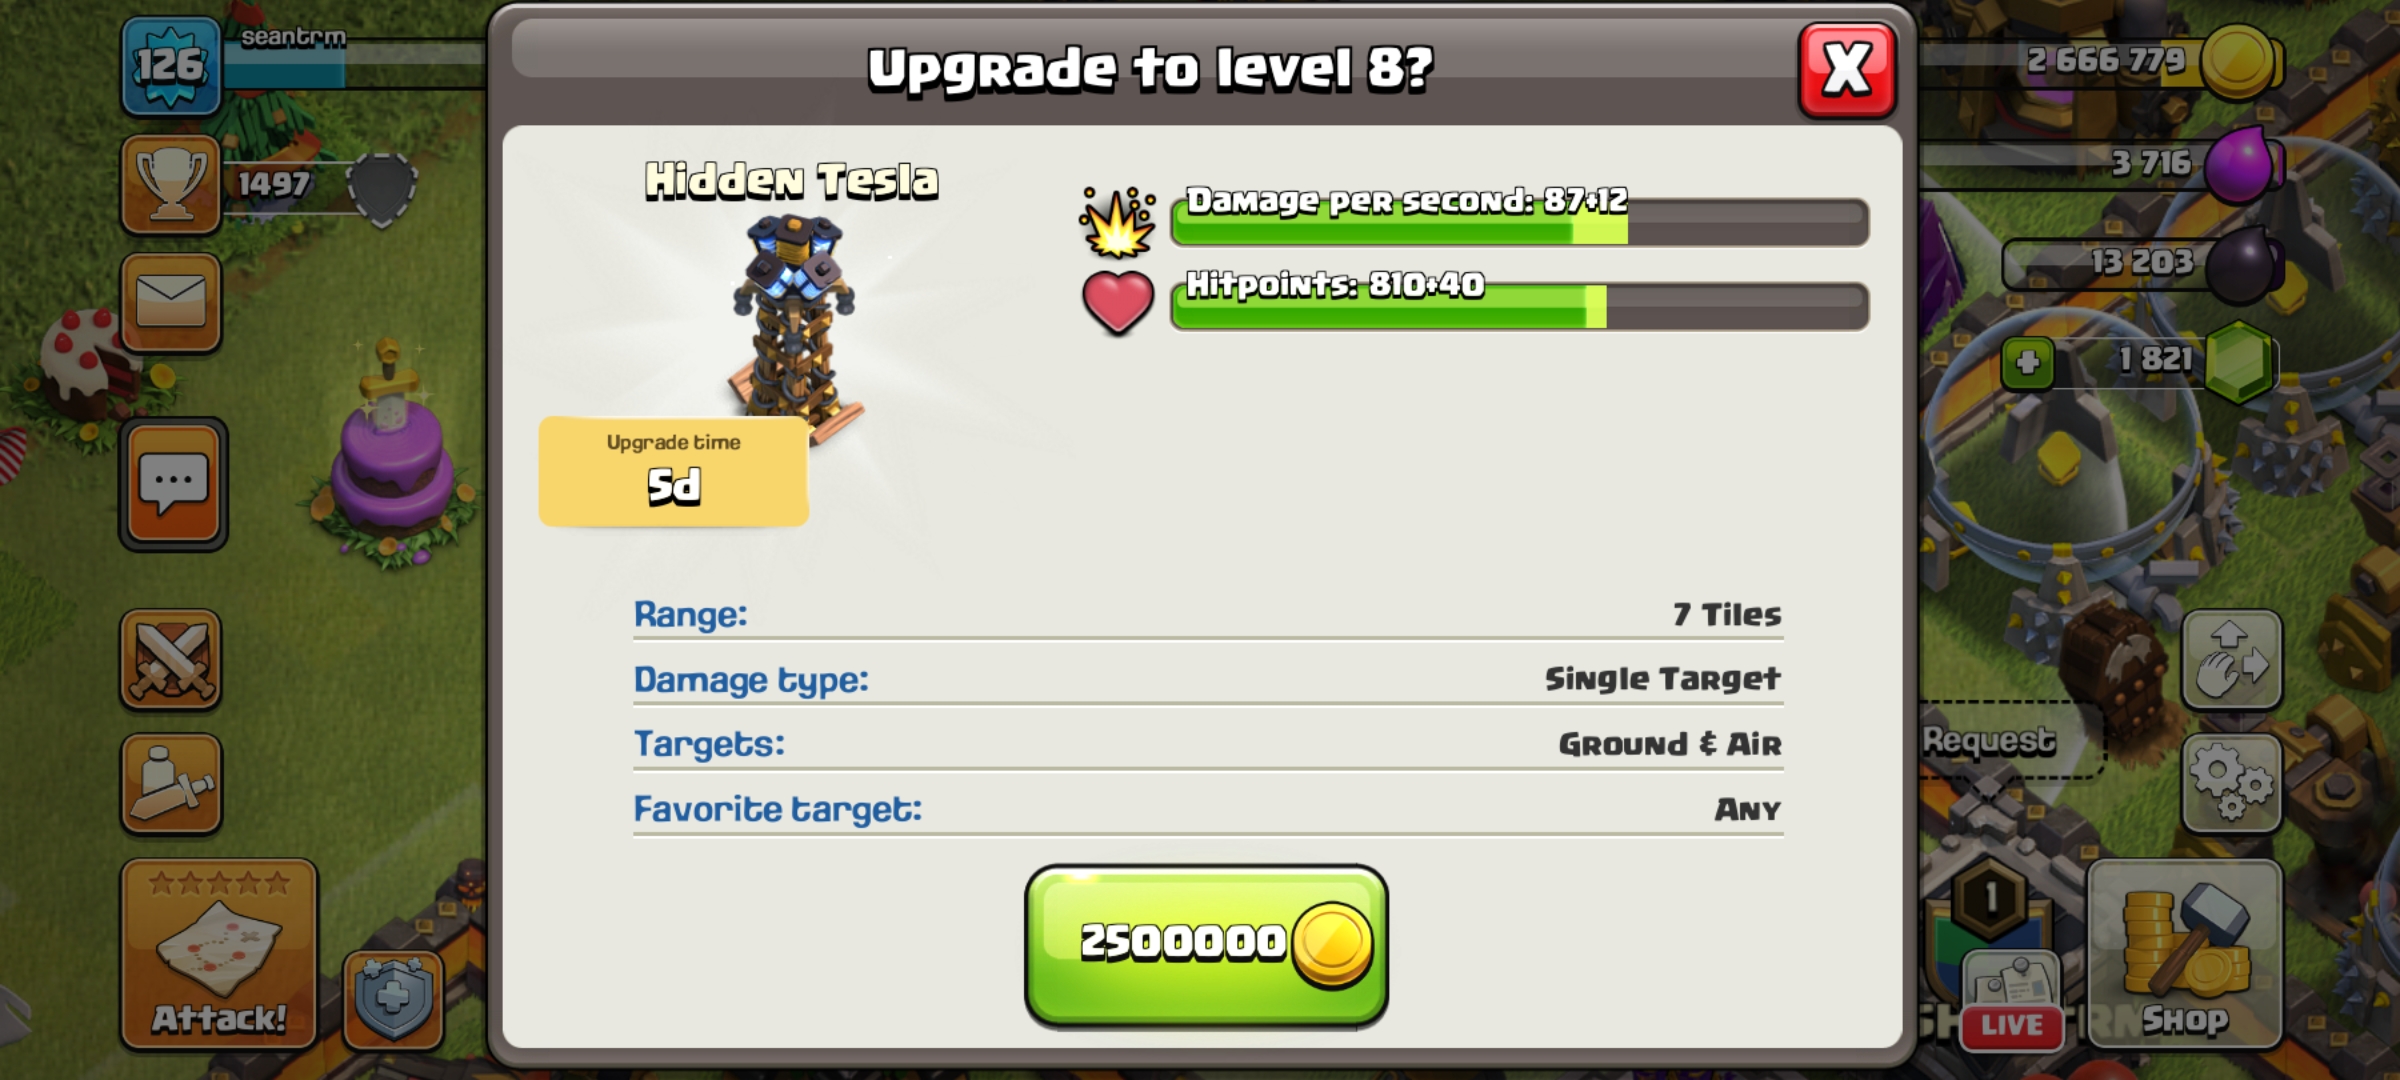 126
seantrm
Upgrade to level 8?
X
2 666 779
1497
Hidden Tesla
Damage per second: 87+12
3 716
Hitpoints: 810+40
13 203
1 821
Upgrade time
5d
Range: 7 Tiles
Damage type: Single Target
Targets: Ground & Air
Request
Favorite target: Any
1
2500000
Attack!
LIVE
Shop